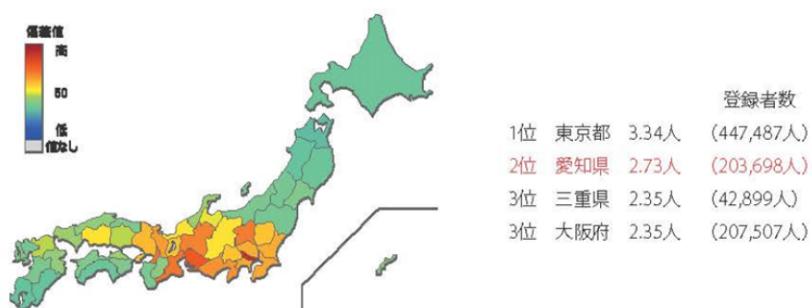 偏差値
高
50
低
値なし
登録者数
1位 東京都 3.34人 (447,487人)
2位 愛知県 2.73人 (203,698人)
3位 三重県 2.35人 (42,899人)
3位 大阪府 2.35人 (207,507人)